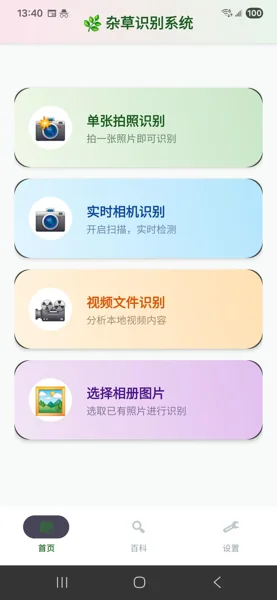 13:40
100
杂草识别系统
单张拍照识别
拍一张照片即可识别
实时相机识别
开启扫描，实时检测
视频文件识别
分析本地视频内容
选择相册图片
选取已有照片进行识别
首页
百科
设置